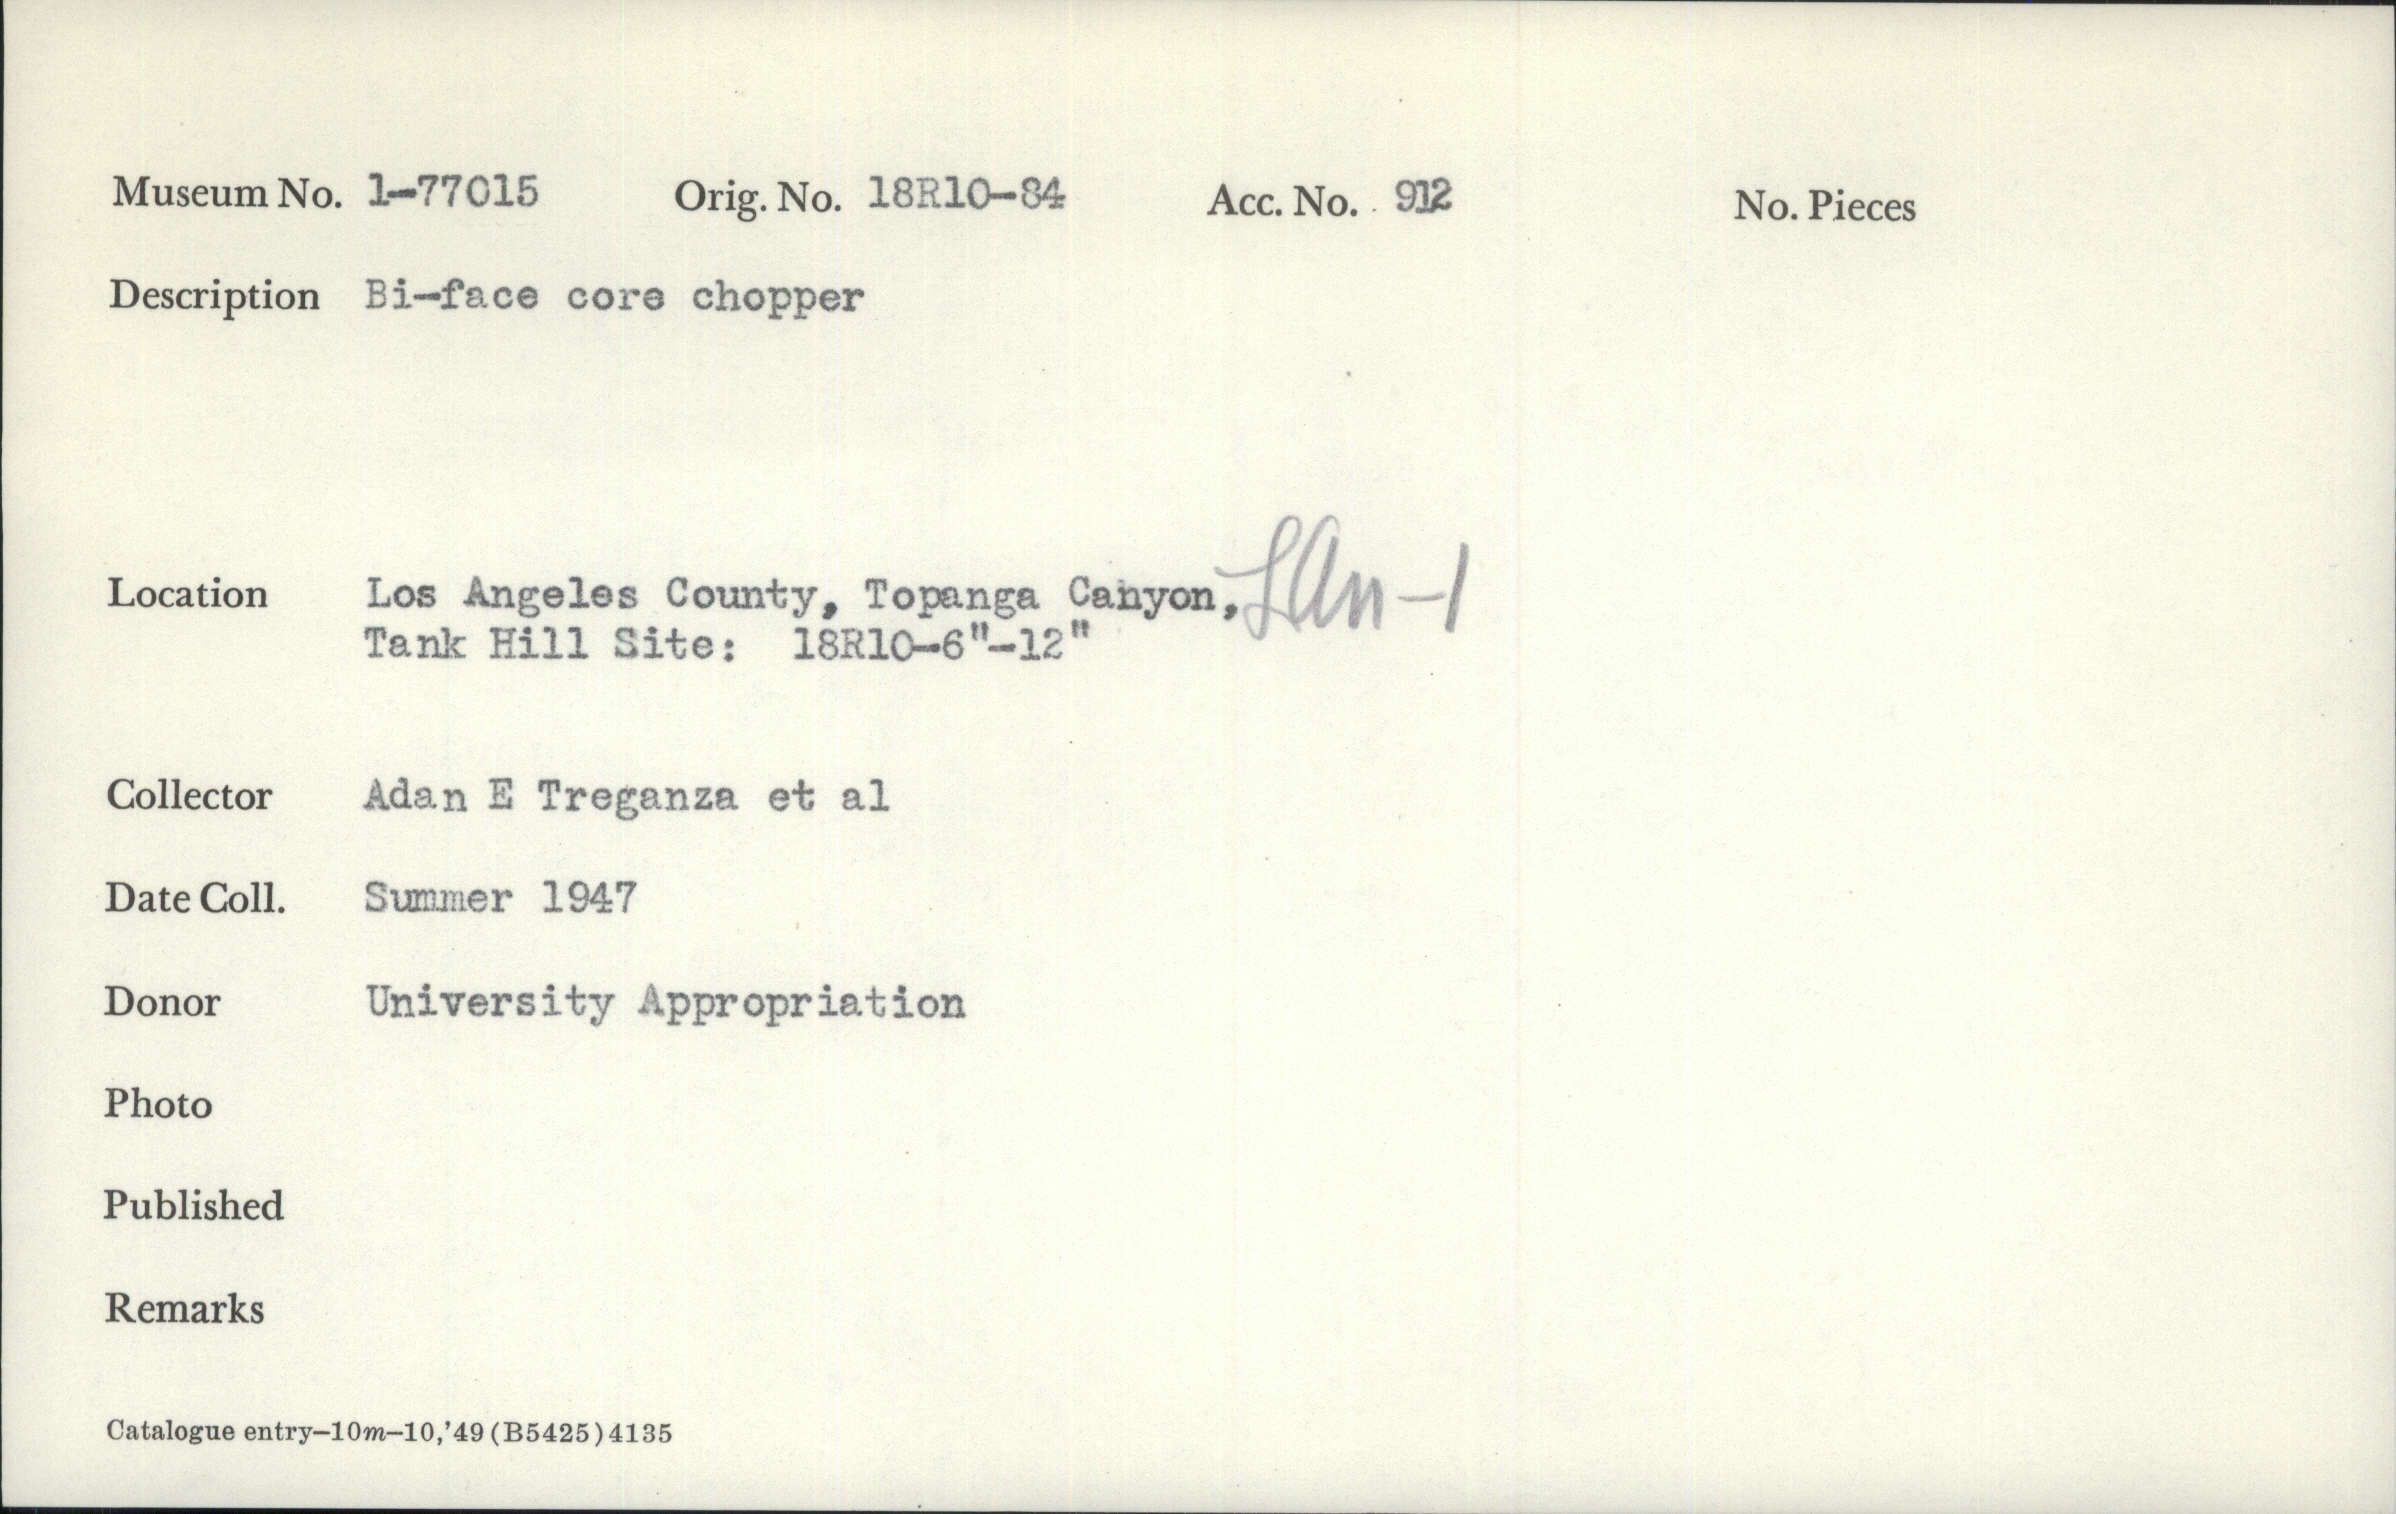 Museum No. 1-77015 Orig. No. 18R10-84 Acc. No. 912 No. Pieces
Description Bi-face core chopper
Location Los Angeles County, Topanga Canyon, LAn-1
Tank Hill Site: 18R10-6"-12"
Collector Adan E Treganza et al
Date Coll. Summer 1947
Donor University Appropriation
Photo
Published
Remarks
Catalogue entry–10m–10,'49(B5425)4135